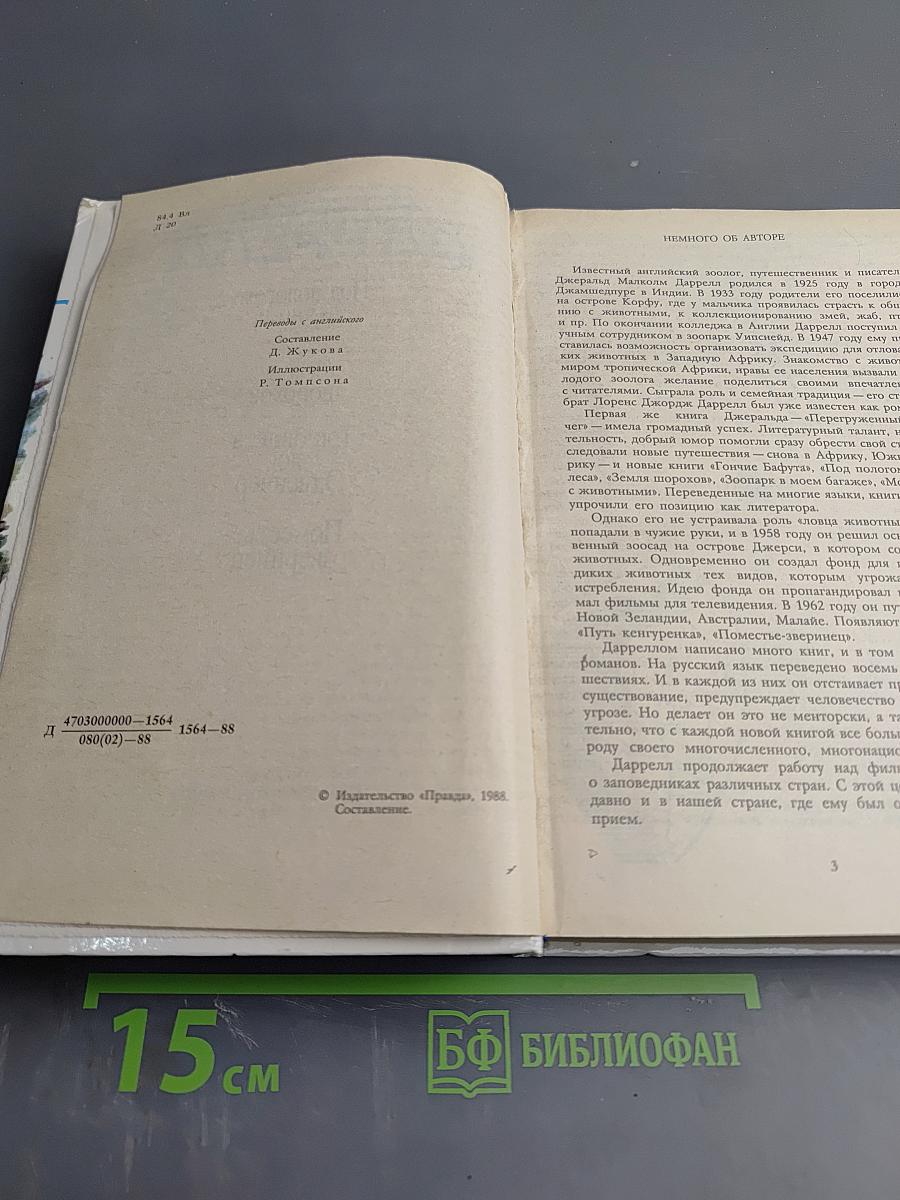 84.4 Вл
Д 20
Переводы с английского
Составление
Д. Жукова
Иллюстрации
Р. Томпсона
Д 4703000000—1564
080(02)—88
1564—88
© Издательство «Правда», 1988.
Составление.
НЕМНОГО ОБ АВТОРЕ
Известный английский зоолог, путешественник и писател
Джеральд Малколм Даррелл родился в 1925 году в город
Джамшедпуре в Индии. В 1933 году родители его поселилис
на острове Корфу, где у мальчика проявилась страсть к общ
нию с животными, к коллекционированию змей, жаб, пт
и пр. По окончании колледжа в Англии Даррелл поступил
учным сотрудником в зоопарк Уипснейд. В 1947 году ему п
ставилась возможность организовать экспедицию для отлова
ких животных в Западную Африку. Знакомство с живот
миром тропической Африки, нравы ее населения вызвали
лодого зоолога желание поделиться своими впечатлен
с читателями. Сыграла роль и семейная традиция — его ст
брат Лоренс Джордж Даррелл был уже известен как ром
Первая же книга Джеральда — «Перегруженный
чег» — имела громадный успех. Литературный талант, н
тельность, добрый юмор помогли сразу обрести свой ст
следовали новые путешествия — снова в Африку, Южн
рику — и новые книги «Гончие Бафута», «Под пологом
леса», «Земля шорохов», «Зоопарк в моем багаже», «Мо
с животными». Переведенные на многие языки, книги
упрочили его позицию как литератора.
Однако его не устраивала роль «ловца животны
попадали в чужие руки, и в 1958 году он решил осн
венный зоосад на острове Джерси, в котором со
животных. Одновременно он создал фонд для
диких животных тех видов, которым угрожа
истребления. Идею фонда он пропагандировал
мал фильмы для телевидения. В 1962 году он пу
Новой Зеландии, Австралии, Малайе. Появляют
«Путь кенгуренка», «Поместье-зверинец».
Дарреллом написано много книг, и в том
романов. На русский язык переведено восемь
шествиях. И в каждой из них он отстаивает пр
существование, предупреждает человечество
угрозе. Но делает он это не менторски, а та
тельно, что с каждой новой книгой все боль
роду своего многочисленного, многонацио
Даррелл продолжает работу над филь
о заповедниках различных стран. С этой ц
давно и в нашей стране, где ему был о
прием.
3
15 см
БФ БИБЛИОФАН